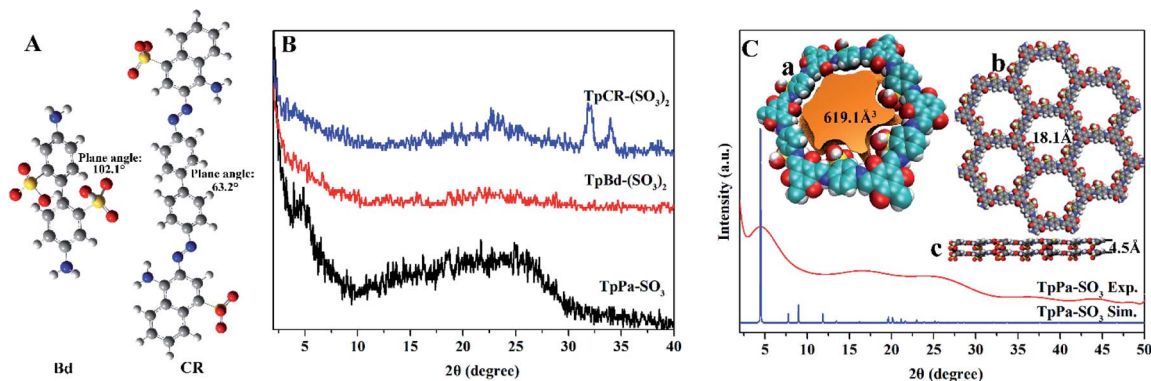 A
Plane angle:
102.1°
Bd
Plane angle:
63.2°
CR
B
TpCR-(SO₃)₂
TpBd-(SO₃)₂
TpPa-SO₃
5 10 15 20 25 30 35 40
2θ (degree)
C
Intensity (a.u.)
a
619.1Å³
b
18.1Å
c
4.5Å
TpPa-SO₃ Exp.
TpPa-SO₃ Sim.
5 10 15 20 25 30 35 40 45 50
2θ (degree)